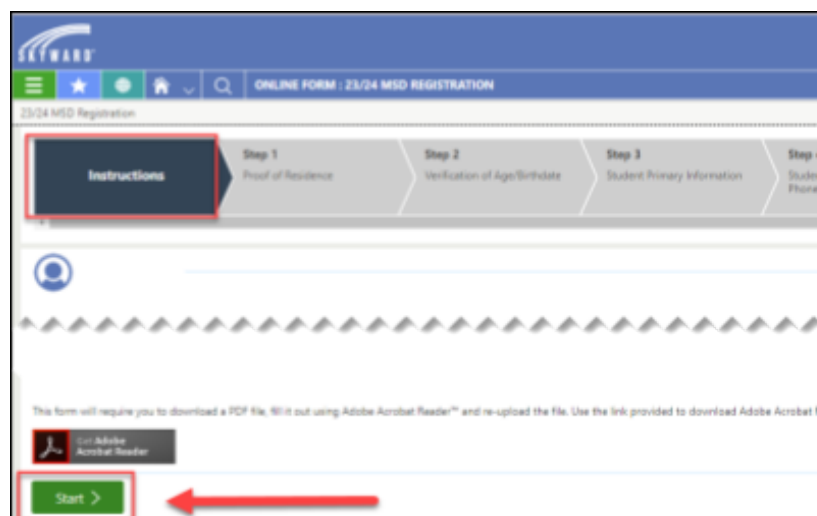 SKYWARD
ONLINE FORM : 23/24 MSD REGISTRATION
23/24 MSD Registration
Instructions
Step 1
Proof of Residence
Step 2
Verification of Age/Birthdate
Step 3
Student Primary Information
Step
Phone
This form will require you to download a PDF file, fill it out using Adobe Acrobat Reader™ and re-upload the file. Use the link provided to download Adobe Acrobat
Get Adobe
Acrobat Reader
Start >